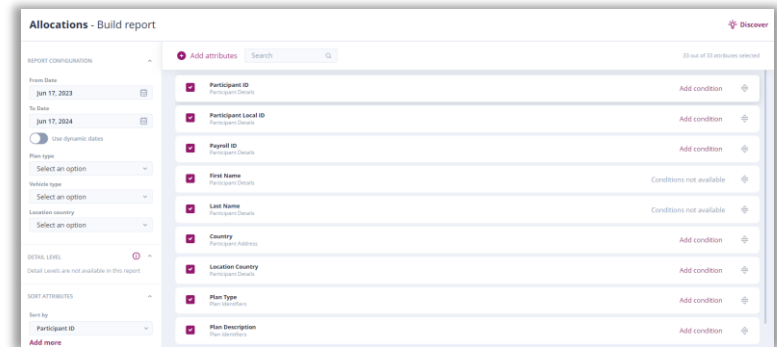 Allocations - Build report
Discover
REPORT CONFIGURATION
From Date
Jun 17, 2023
To Date
Jun 17, 2024
Use dynamic dates
Plan type
Select an option
Vehicle type
Select an option
Location country
Select an option
DETAIL LEVEL
Detail Levels are not available in this report
SORT ATTRIBUTES
Sort by
Participant ID
Add more
Add attributes
Search
33 out of 33 attributes selected
Participant ID
Participant Details
Add condition
Participant Local ID
Participant Details
Add condition
Payroll ID
Participant Details
Add condition
First Name
Participant Details
Conditions not available
Last Name
Participant Details
Conditions not available
Country
Participant Address
Add condition
Location Country
Participant Details
Add condition
Plan Type
Plan Identifiers
Add condition
Plan Description
Plan Identifiers
Add condition